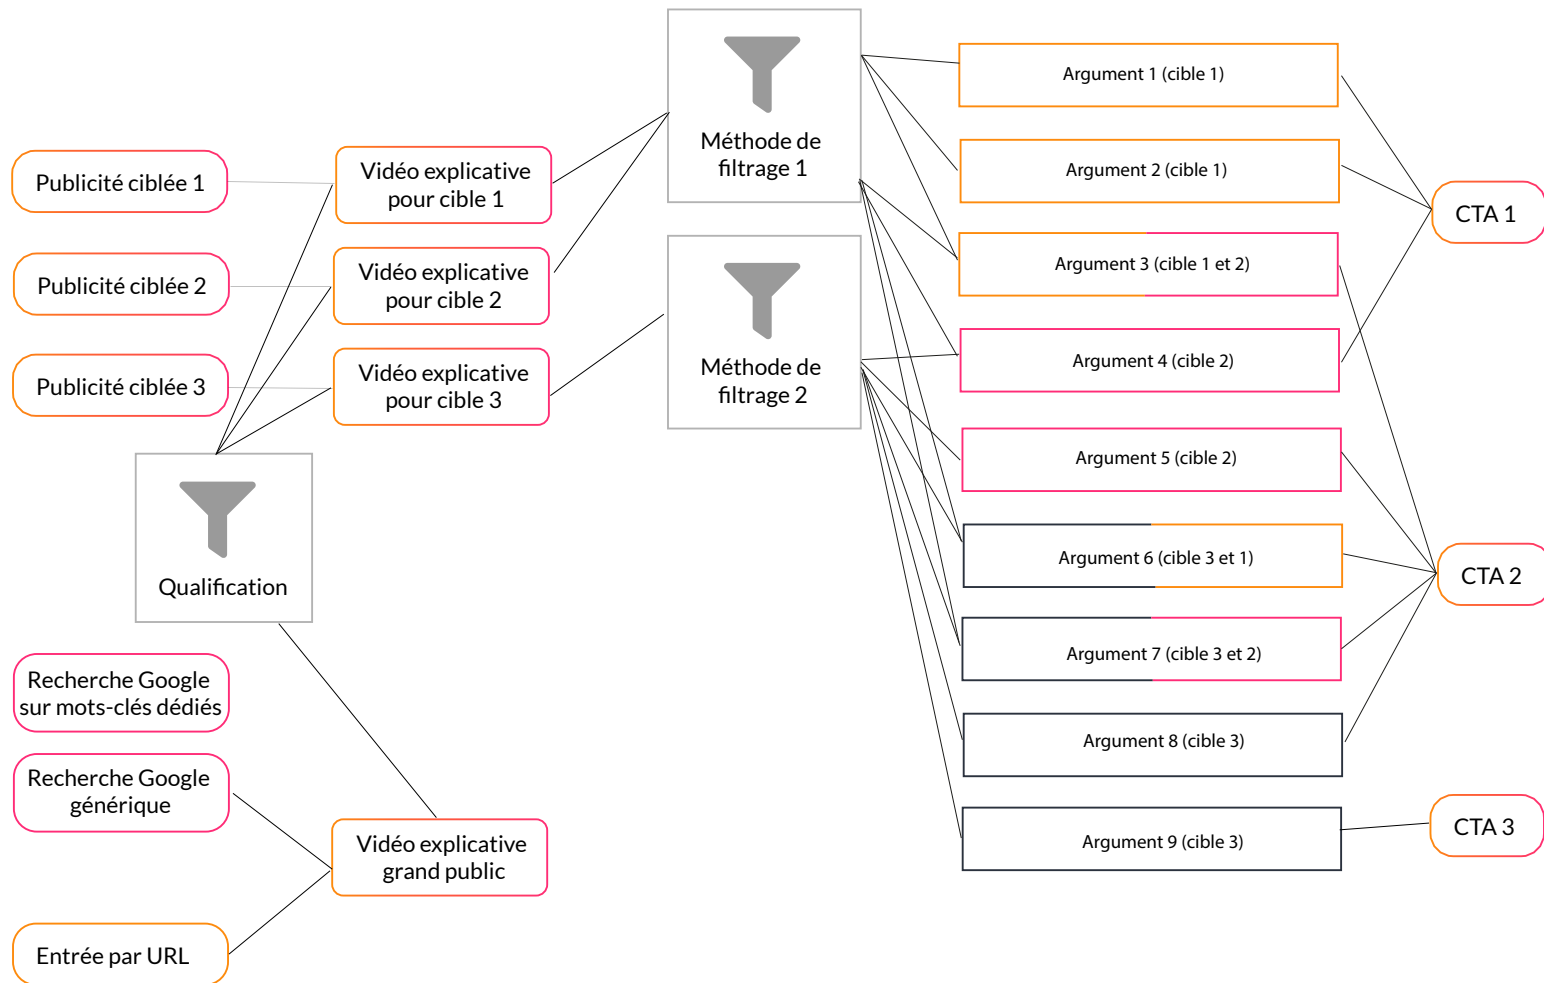 Publicité ciblée 1
Publicité ciblée 2
Publicité ciblée 3
Qualification
Recherche Google
sur mots-clés dédiés
Recherche Google
générique
Entrée par URL
Vidéo explicative
pour cible 1
Vidéo explicative
pour cible 2
Vidéo explicative
pour cible 3
Vidéo explicative
grand public
Méthode de
filtrage 1
Méthode de
filtrage 2
Argument 1 (cible 1)
Argument 2 (cible 1)
Argument 3 (cible 1 et 2)
Argument 4 (cible 2)
Argument 5 (cible 2)
Argument 6 (cible 3 et 1)
Argument 7 (cible 3 et 2)
Argument 8 (cible 3)
Argument 9 (cible 3)
CTA 1
CTA 2
CTA 3